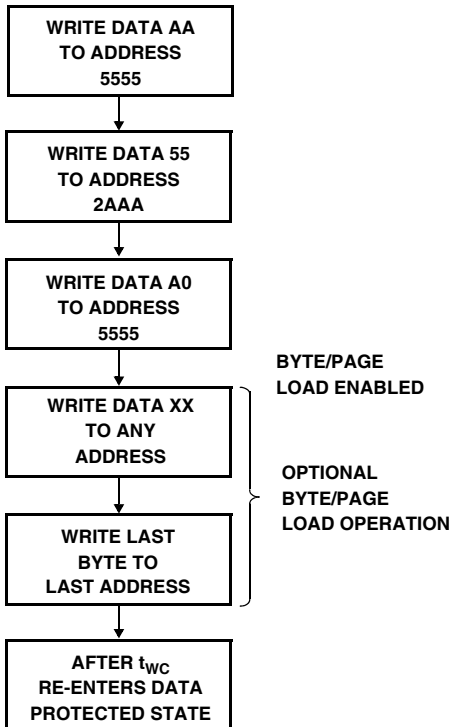 WRITE DATA AA
TO ADDRESS
5555
WRITE DATA 55
TO ADDRESS
2AAA
WRITE DATA A0
TO ADDRESS
5555
BYTE/PAGE
LOAD ENABLED
WRITE DATA XX
TO ANY
ADDRESS
OPTIONAL
BYTE/PAGE
LOAD OPERATION
WRITE LAST
BYTE TO
LAST ADDRESS
AFTER tWC
RE-ENTERS DATA
PROTECTED STATE